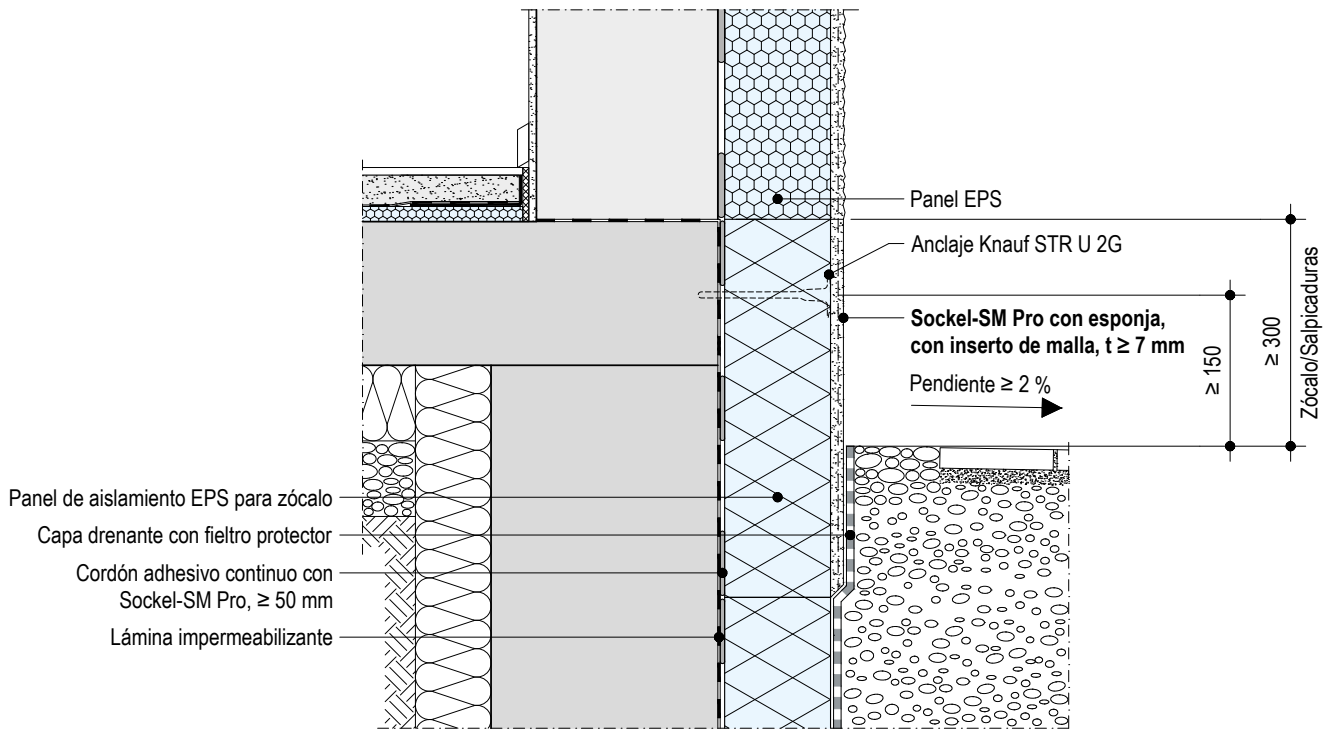 Panel EPS
Anclaje Knauf STR U 2G
Sockel-SM Pro con esponja,
con inserto de malla, t ≥ 7 mm
Pendiente ≥ 2 %
≥ 150
≥ 300
Zócalo/Salpicaduras
Panel de aislamiento EPS para zócalo
Capa drenante con fieltro protector
Cordón adhesivo continuo con
Sockel-SM Pro, ≥ 50 mm
Lámina impermeabilizante